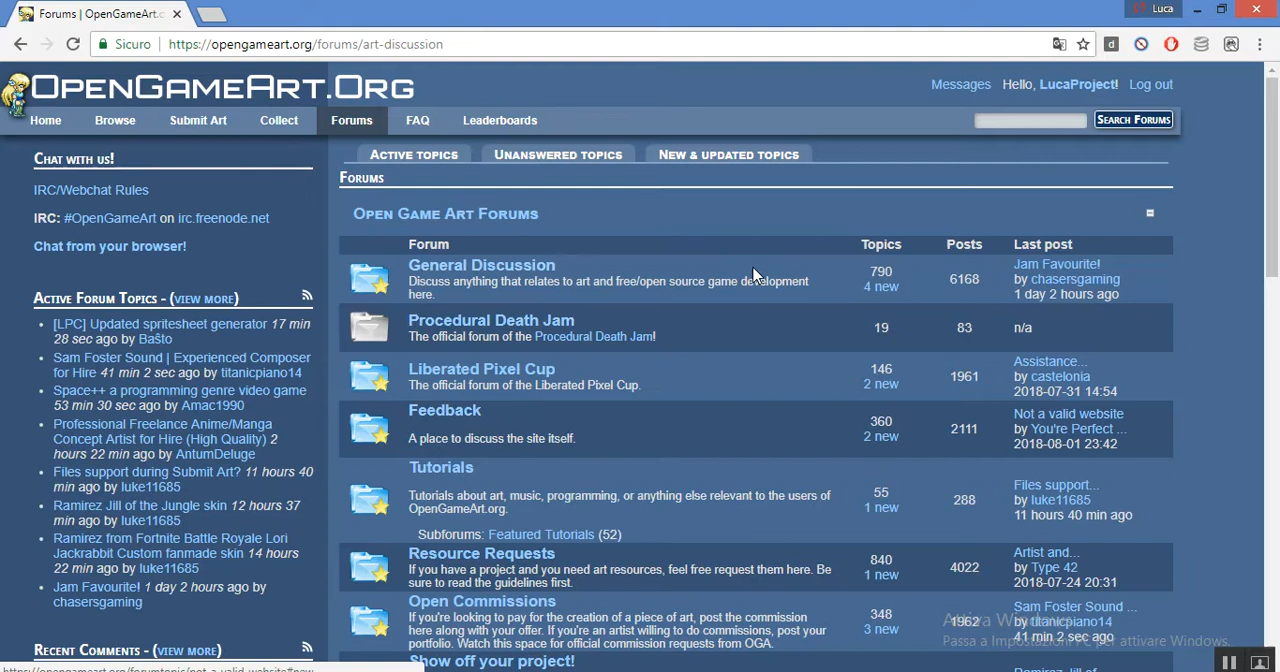 Forums | OpenGameArt.o
Luca
Sicuro
https://opengameart.org/forums/art-discussion
OpenGameArt.Org
Messages Hello, LucaProject! Log out
Home Browse Submit Art Collect Forums FAQ Leaderboards
Search Forums
Chat with us!
IRC/Webchat Rules
IRC: #OpenGameArt on irc.freenode.net
Chat from your browser!
Active Forum Topics - (view more)
[LPC] Updated spritesheet generator 17 min
28 sec ago by Bašto
Sam Foster Sound | Experienced Composer
for Hire 41 min 2 sec ago by titanicpiano14
Space++ a programming genre video game
53 min 30 sec ago by Amac1990
Professional Freelance Anime/Manga
Concept Artist for Hire (High Quality) 2
hours 22 min ago by AntumDeluge
Files support during Submit Art? 11 hours 40
min ago by luke11685
Ramirez Jill of the Jungle skin 12 hours 37
min ago by luke11685
Ramirez from Fortnite Battle Royale Lori
Jackrabbit Custom fanmade skin 14 hours
22 min ago by luke11685
Jam Favourite! 1 day 2 hours ago by
chasersgaming
Recent Comments - (view more)
Active topics Unanswered topics New & updated topics
Forums
Open Game Art Forums
Forum Topics Posts Last post
General Discussion
Discuss anything that relates to art and free/open source game development
here.
790
4 new
6168
Jam Favourite!
by chasersgaming
1 day 2 hours ago
Procedural Death Jam
The official forum of the Procedural Death Jam!
19
83
n/a
Liberated Pixel Cup
The official forum of the Liberated Pixel Cup.
146
2 new
1961
Assistance...
by castelonia
2018-07-31 14:54
Feedback
A place to discuss the site itself.
360
2 new
2111
Not a valid website
by You're Perfect ...
2018-08-01 23:42
Tutorials
Tutorials about art, music, programming, or anything else relevant to the users of
OpenGameArt.org.
Subforums: Featured Tutorials (52)
55
1 new
288
Files support...
by luke11685
11 hours 40 min ago
Resource Requests
If you have a project and you need art resources, feel free request them here. Be
sure to read the guidelines first.
840
1 new
4022
Artist and...
by Type 42
2018-07-24 20:31
Open Commissions
If you're looking to pay for the creation of a piece of art, post the commission
here along with your offer. If you're an artist willing to do commissions, post your
portfolio. Watch this space for official commission requests from OGA.
348
3 new
1962
Sam Foster Sound ...
by titanicpiano14
41 min 2 sec ago
Show off your project!
Attiva Windows
Passa a Impostazioni PC per attivare Windows.